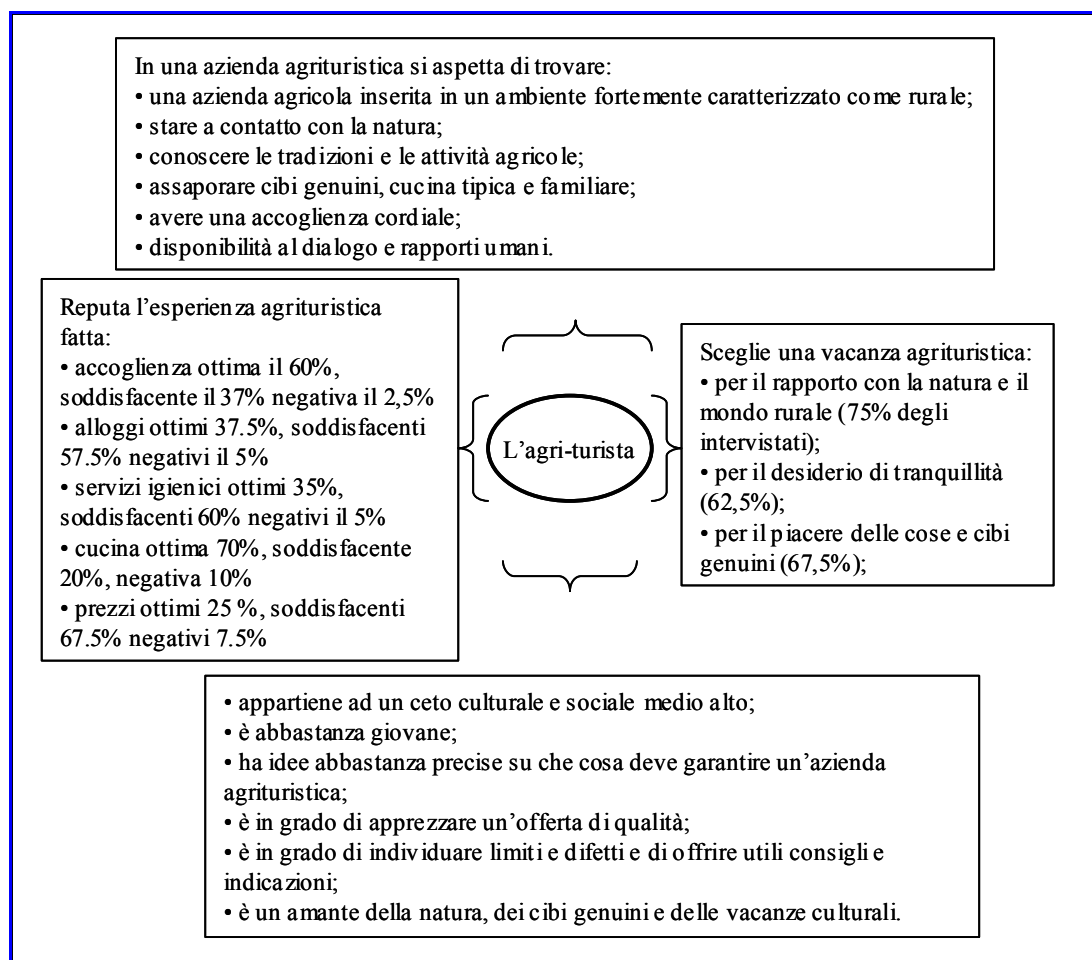 In una azienda agrituristica si aspetta di trovare:
• una azienda agricola inserita in un ambiente fortemente caratterizzato come rurale;
• stare a contatto con la natura;
• conoscere le tradizioni e le attività agricole;
• assaporare cibi genuini, cucina tipica e familiare;
• avere una accoglienza cordiale;
• disponibilità al dialogo e rapporti umani.
Reputa l’esperienza agrituristica
fatta:
• accoglienza ottima il 60%,
soddisfacente il 37% negativa il 2,5%
• alloggi ottimi 37.5%, soddisfacenti
57.5% negativi il 5%
• servizi igienici ottimi 35%,
soddisfacenti 60% negativi il 5%
• cucina ottima 70%, soddisfacente
20%, negativa 10%
• prezzi ottimi 25 %, soddisfacenti
67.5% negativi 7.5%
L’agri-turista
Sceglie una vacanza agrituristica:
• per il rapporto con la natura e il
mondo rurale (75% degli
intervistati);
• per il desiderio di tranquillità
(62,5%);
• per il piacere delle cose e cibi
genuini (67,5%);
• appartiene ad un ceto culturale e sociale medio alto;
• è abbastanza giovane;
• ha idee abbastanza precise su che cosa deve garantire un’azienda
agrituristica;
• è in grado di apprezzare un’offerta di qualità;
• è in grado di individuare limiti e difetti e di offrire utili consigli e
indicazioni;
• è un amante della natura, dei cibi genuini e delle vacanze culturali.